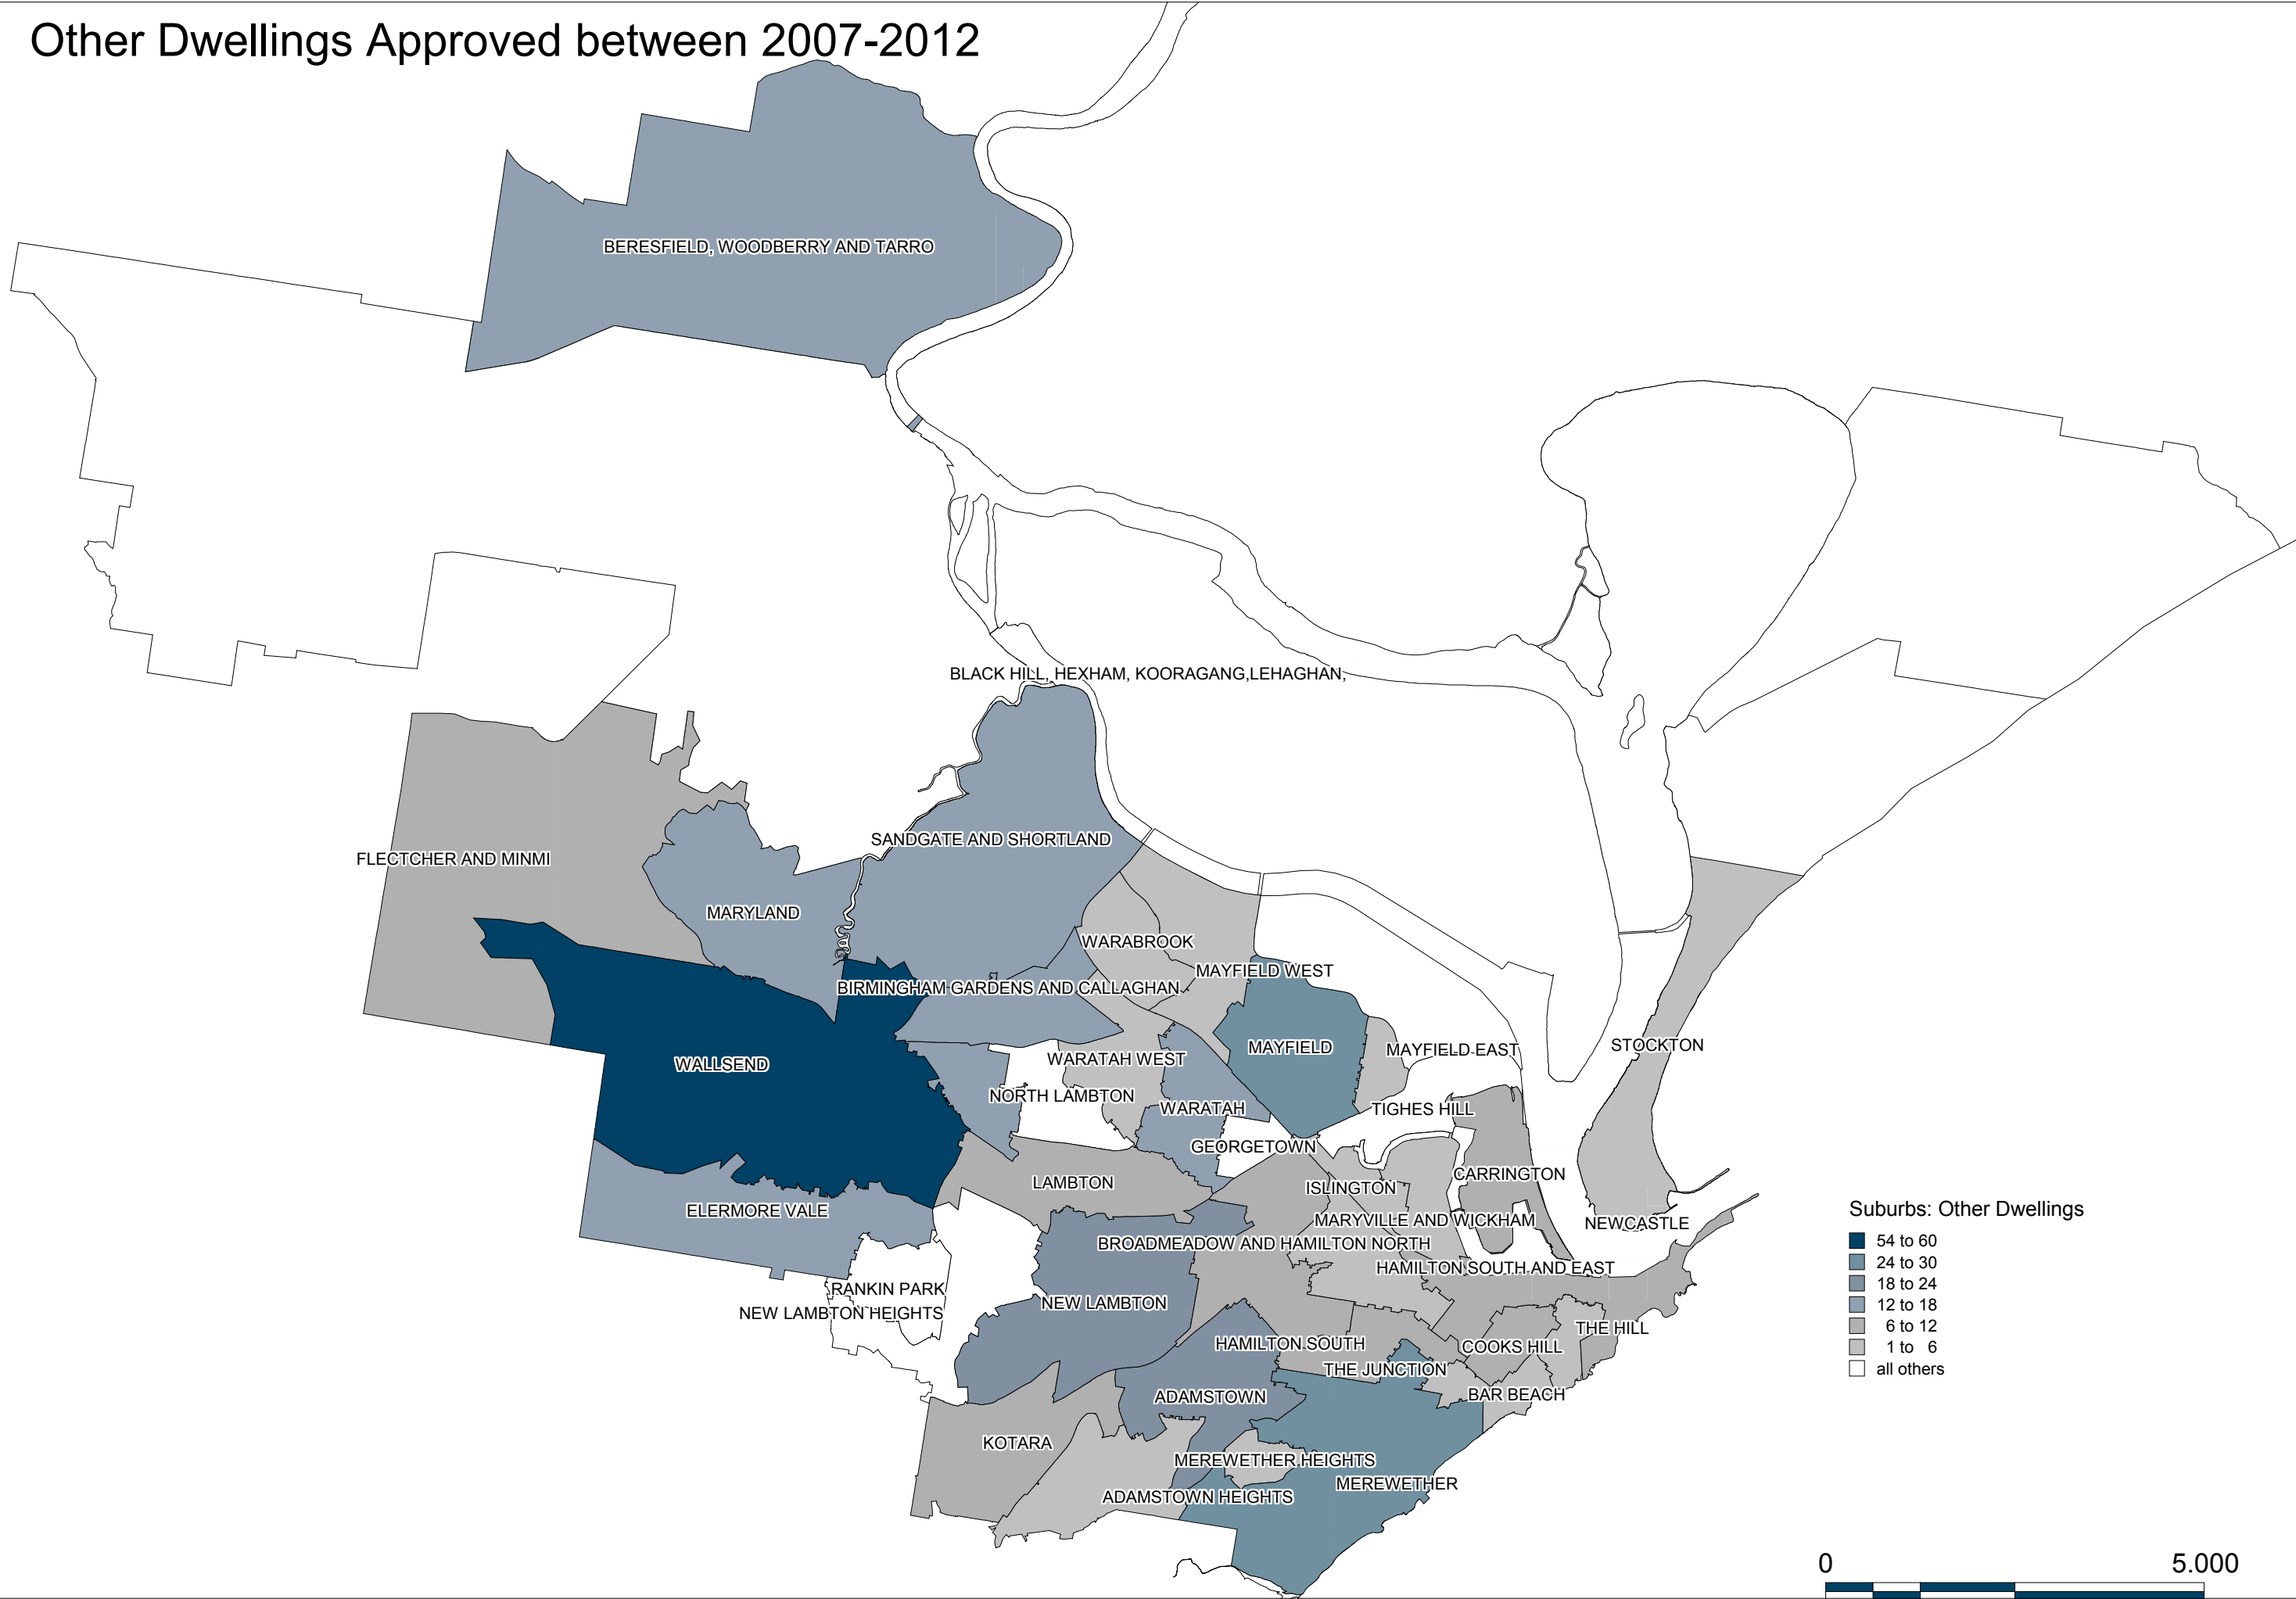 Other Dwellings Approved between 2007-2012
BERESFIELD, WOODBERRY AND TARRO
BLACK HILL, HEXHAM, KOORAGANG,LEHAGHAN,
SANDGATE AND SHORTLAND
FLECTCHER AND MINMI
MARYLAND
WARABROOK
MAYFIELD WEST
BIRMINGHAM GARDENS AND CALLAGHAN
STOCKTON
MAYFIELD
MAYFIELD EAST
WARATAH WEST
WALLSEND
NORTH LAMBTON
WARATAH
TIGHES HILL
GEORGETOWN
CARRINGTON
LAMBTON
ISLINGTON
ELERMORE VALE
MARYVILLE AND WICKHAM
NEWCASTLE
BROADMEADOW AND HAMILTON NORTH
HAMILTON SOUTH AND EAST
RANKIN PARK
NEW LAMBTON
NEW LAMBTON HEIGHTS
THE HILL
HAMILTON SOUTH
COOKS HILL
THE JUNCTION
BAR BEACH
ADAMSTOWN
KOTARA
MEREWETHER HEIGHTS
MEREWETHER
ADAMSTOWN HEIGHTS
Suburbs: Other Dwellings
54 to 60
24 to 30
18 to 24
12 to 18
6 to 12
1 to 6
all others
0 5.000